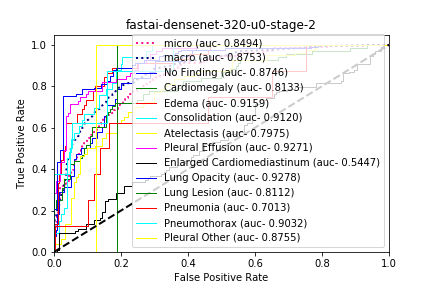 fastai-densenet-320-u0-stage-2
True Positive Rate
1.0
0.8
0.6
0.4
0.2
0.0
micro (auc- 0.8494)
macro (auc- 0.8753)
No Finding (auc- 0.8746)
Cardiomegaly (auc- 0.8133)
Edema (auc- 0.9159)
Consolidation (auc- 0.9120)
Atelectasis (auc- 0.7975)
Pleural Effusion (auc- 0.9271)
Enlarged Cardiomediastinum (auc- 0.5447)
Lung Opacity (auc- 0.9278)
Lung Lesion (auc- 0.8112)
Pneumonia (auc- 0.7013)
Pneumothorax (auc- 0.9032)
Pleural Other (auc- 0.8755)
0.0 0.2 0.4 0.6 0.8 1.0
False Positive Rate